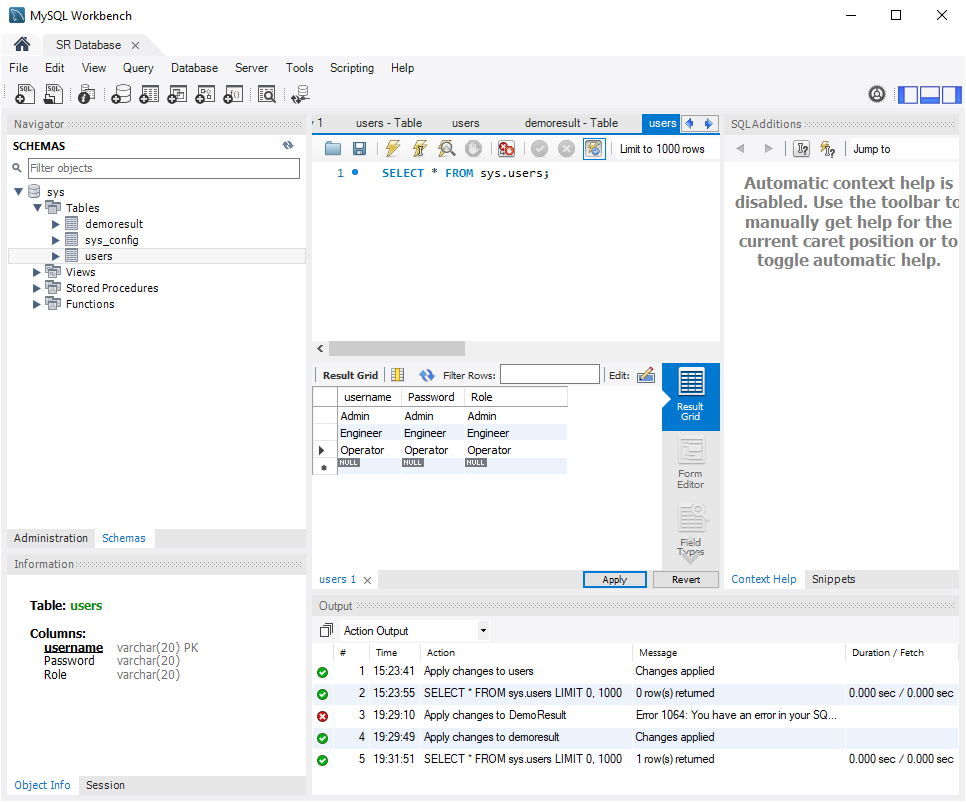 MySQL Workbench
SR Database
File Edit View Query Database Server Tools Scripting Help
Navigator
SCHEMAS
Filter objects
sys
Tables
demoresult
sys_config
users
Views
Stored Procedures
Functions
Administration Schemas
Information
Table: users
Columns:
username varchar(20) PK
Password varchar(20)
Role varchar(20)
Object Info Session
1 users - Table users demoresult - Table users
Limit to 1000 rows
1 SELECT * FROM sys.users;
Result Grid Filter Rows: Edit:
username Password Role
Admin Admin Admin
Engineer Engineer Engineer
Operator Operator Operator
NULL NULL NULL
Result
Grid
Form
Editor
Field
Types
users 1 Apply Revert
SQLAdditions
Jump to
Automatic context help is
disabled. Use the toolbar to
manually get help for the
current caret position or to
toggle automatic help.
Context Help Snippets
Output
Action Output
# Time Action Message Duration / Fetch
1 15:23:41 Apply changes to users Changes applied
2 15:23:55 SELECT * FROM sys.users LIMIT 0, 1000 0 row(s) returned 0.000 sec / 0.000 sec
3 19:29:10 Apply changes to DemoResult Error 1064: You have an error in your SQ...
4 19:29:49 Apply changes to demoresult Changes applied
5 19:31:51 SELECT * FROM sys.users LIMIT 0, 1000 1 row(s) returned 0.000 sec / 0.000 sec